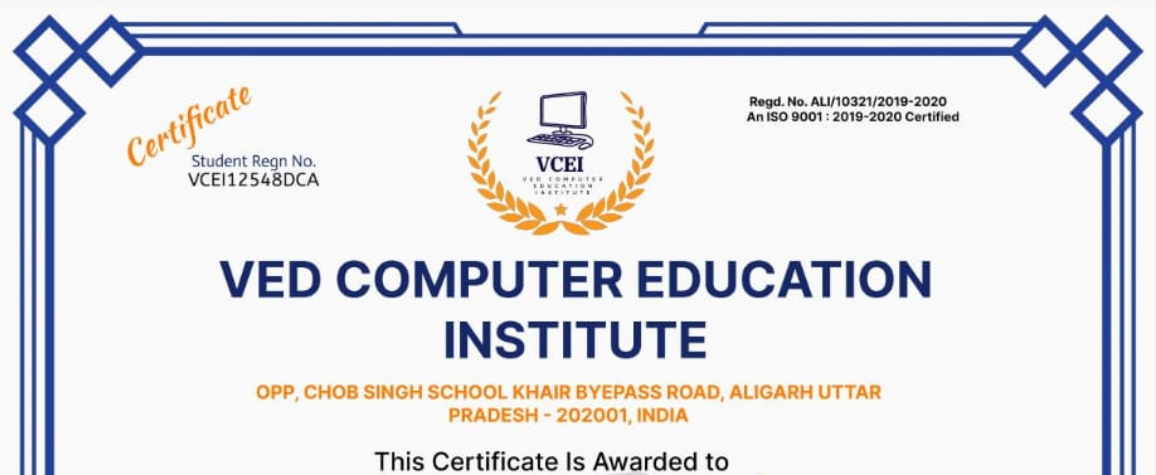 Certificate
Student Regn No.
VCEI12548DCA
VCEI
VED COMPUTER
EDUCATION
INSTITUTE
Regd. No. ALI/10321/2019-2020
An ISO 9001 : 2019-2020 Certified
VED COMPUTER EDUCATION
INSTITUTE
OPP, CHOB SINGH SCHOOL KHAIR BYEPASS ROAD, ALIGARH UTTAR
PRADESH - 202001, INDIA
This Certificate Is Awarded to